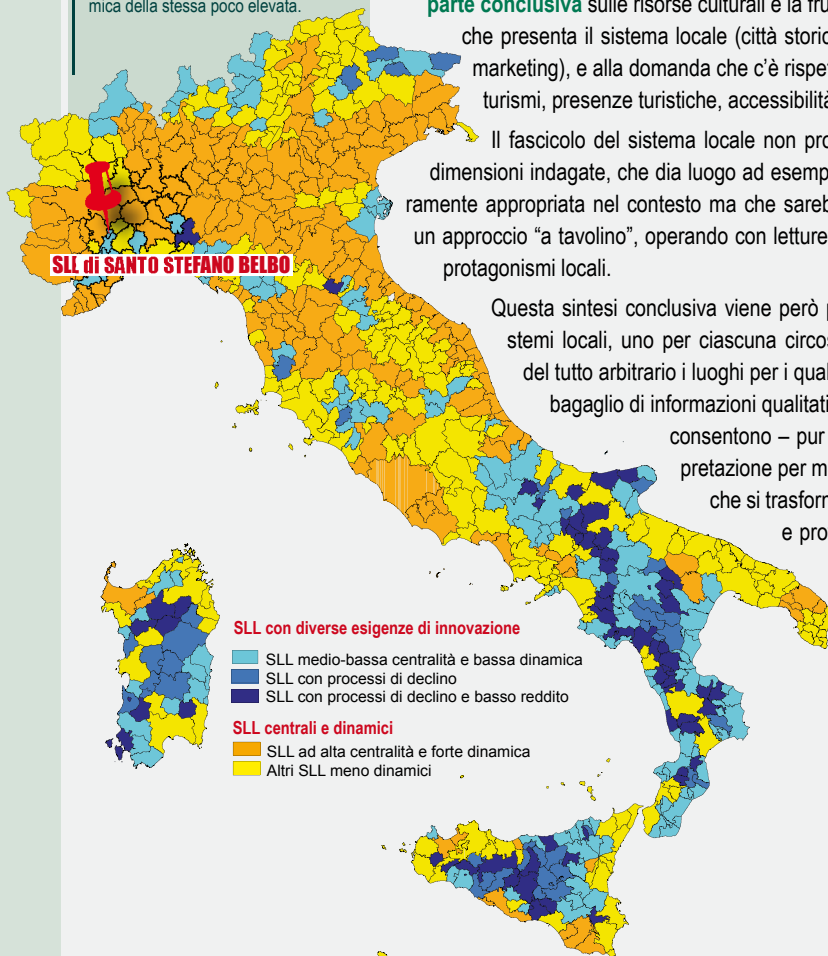 mica della stessa poco elevata.
parte conclusiva sulle risorse culturali e la fru
che presenta il sistema locale (città storic
marketing), e alla domanda che c'è rispe
turismi, presenze turistiche, accessibilità
Il fascicolo del sistema locale non pro
dimensioni indagate, che dia luogo ad esemp
ramente appropriata nel contesto ma che sareb
un approccio “a tavolino”, operando con letture
protagonismi locali.
SLL di SANTO STEFANO BELBO
Questa sintesi conclusiva viene però p
stemi locali, uno per ciascuna circos
del tutto arbitrario i luoghi per i qual
bagaglio di informazioni qualitati
consentono – pur
pretazione per m
che si trasform
e pro
SLL con diverse esigenze di innovazione
SLL medio-bassa centralità e bassa dinamica
SLL con processi di declino
SLL con processi di declino e basso reddito
SLL centrali e dinamici
SLL ad alta centralità e forte dinamica
Altri SLL meno dinamici